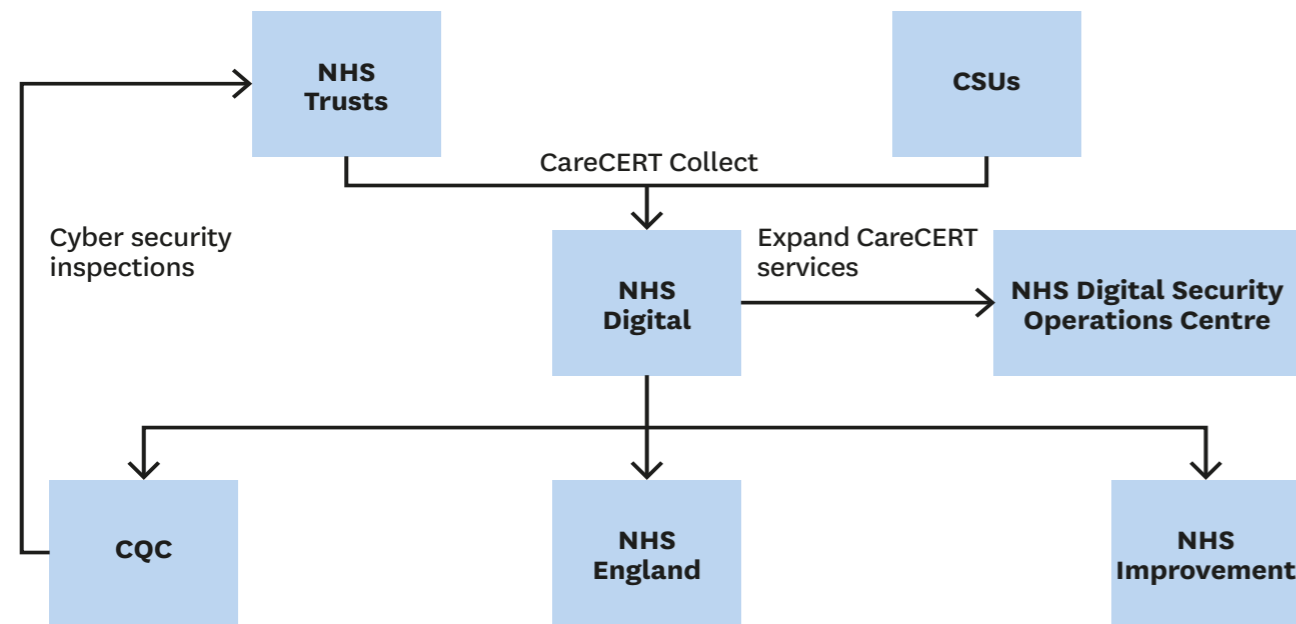 NHS
Trusts
CSUs
CareCERT Collect
Cyber security
inspections
NHS
Digital
Expand CareCERT
services
NHS Digital Security
Operations Centre
CQC
NHS
England
NHS
Improvement